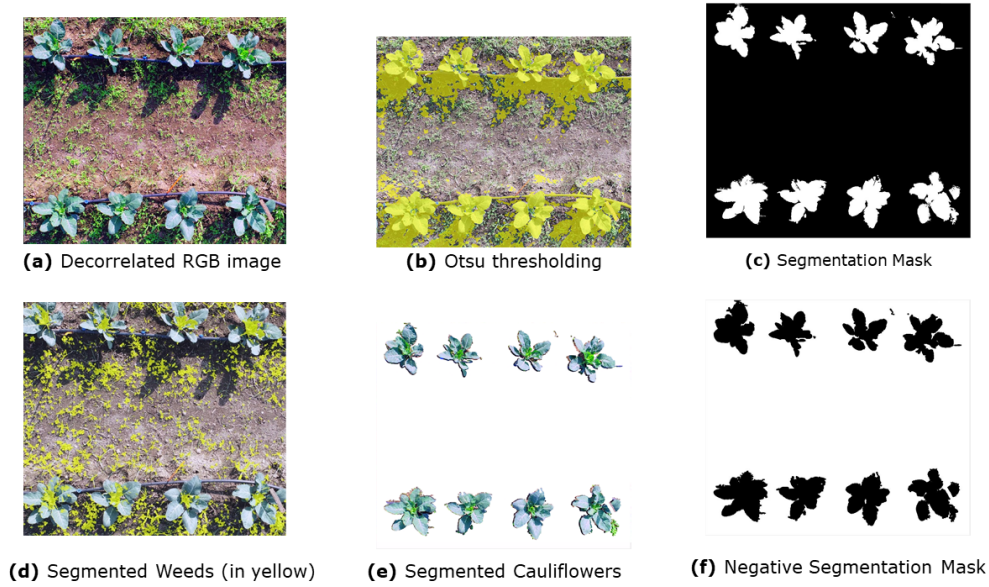 (a) Decorrelated RGB image
(b) Otsu thresholding
(c) Segmentation Mask
(d) Segmented Weeds (in yellow)
(e) Segmented Cauliflowers
(f) Negative Segmentation Mask